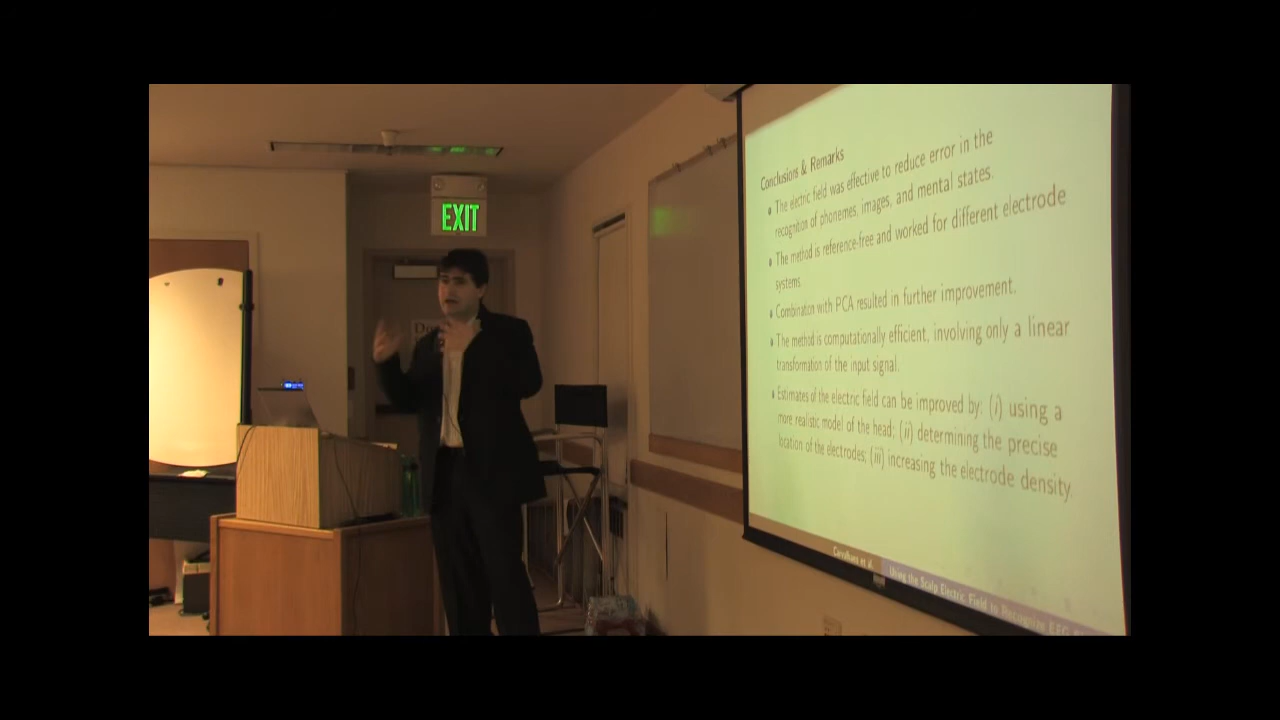 EXIT
Conclusions & Remarks
• The electric field was effective to reduce error in the
recognition of phonemes, images, and mental states.
• The method is reference-free and worked for different electrode
systems.
• Combination with PCA resulted in further improvement.
• The method is computationally efficient, involving only a linear
transformation of the input signal.
• Estimates of the electric field can be improved by: (i) using a
more realistic model of the head; (ii) determining the precise
location of the electrodes; (iii) increasing the electrode density.
et al.
Using the Scalp Electric Field to Recognize EEG